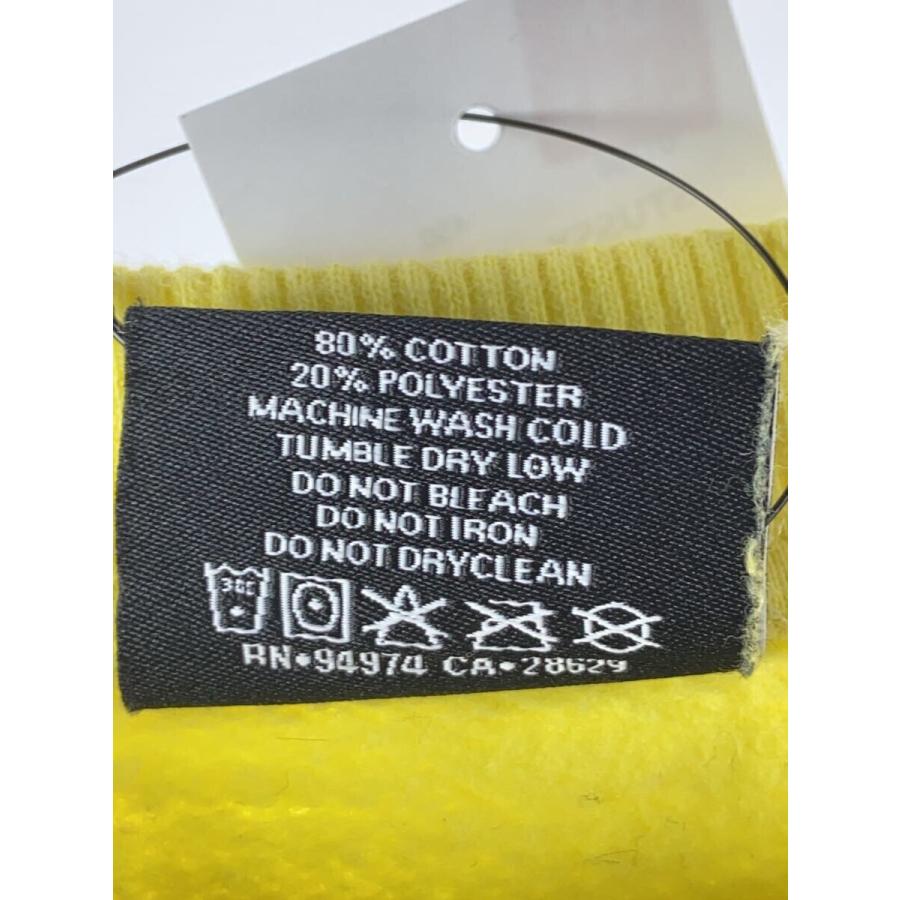 80% COTTON
20% POLYESTER
MACHINE WASH COLD
TUMBLE DRY LOW
DO NOT BLEACH
DO NOT IRON
DO NOT DRYCLEAN
RN•94974 CA•28629